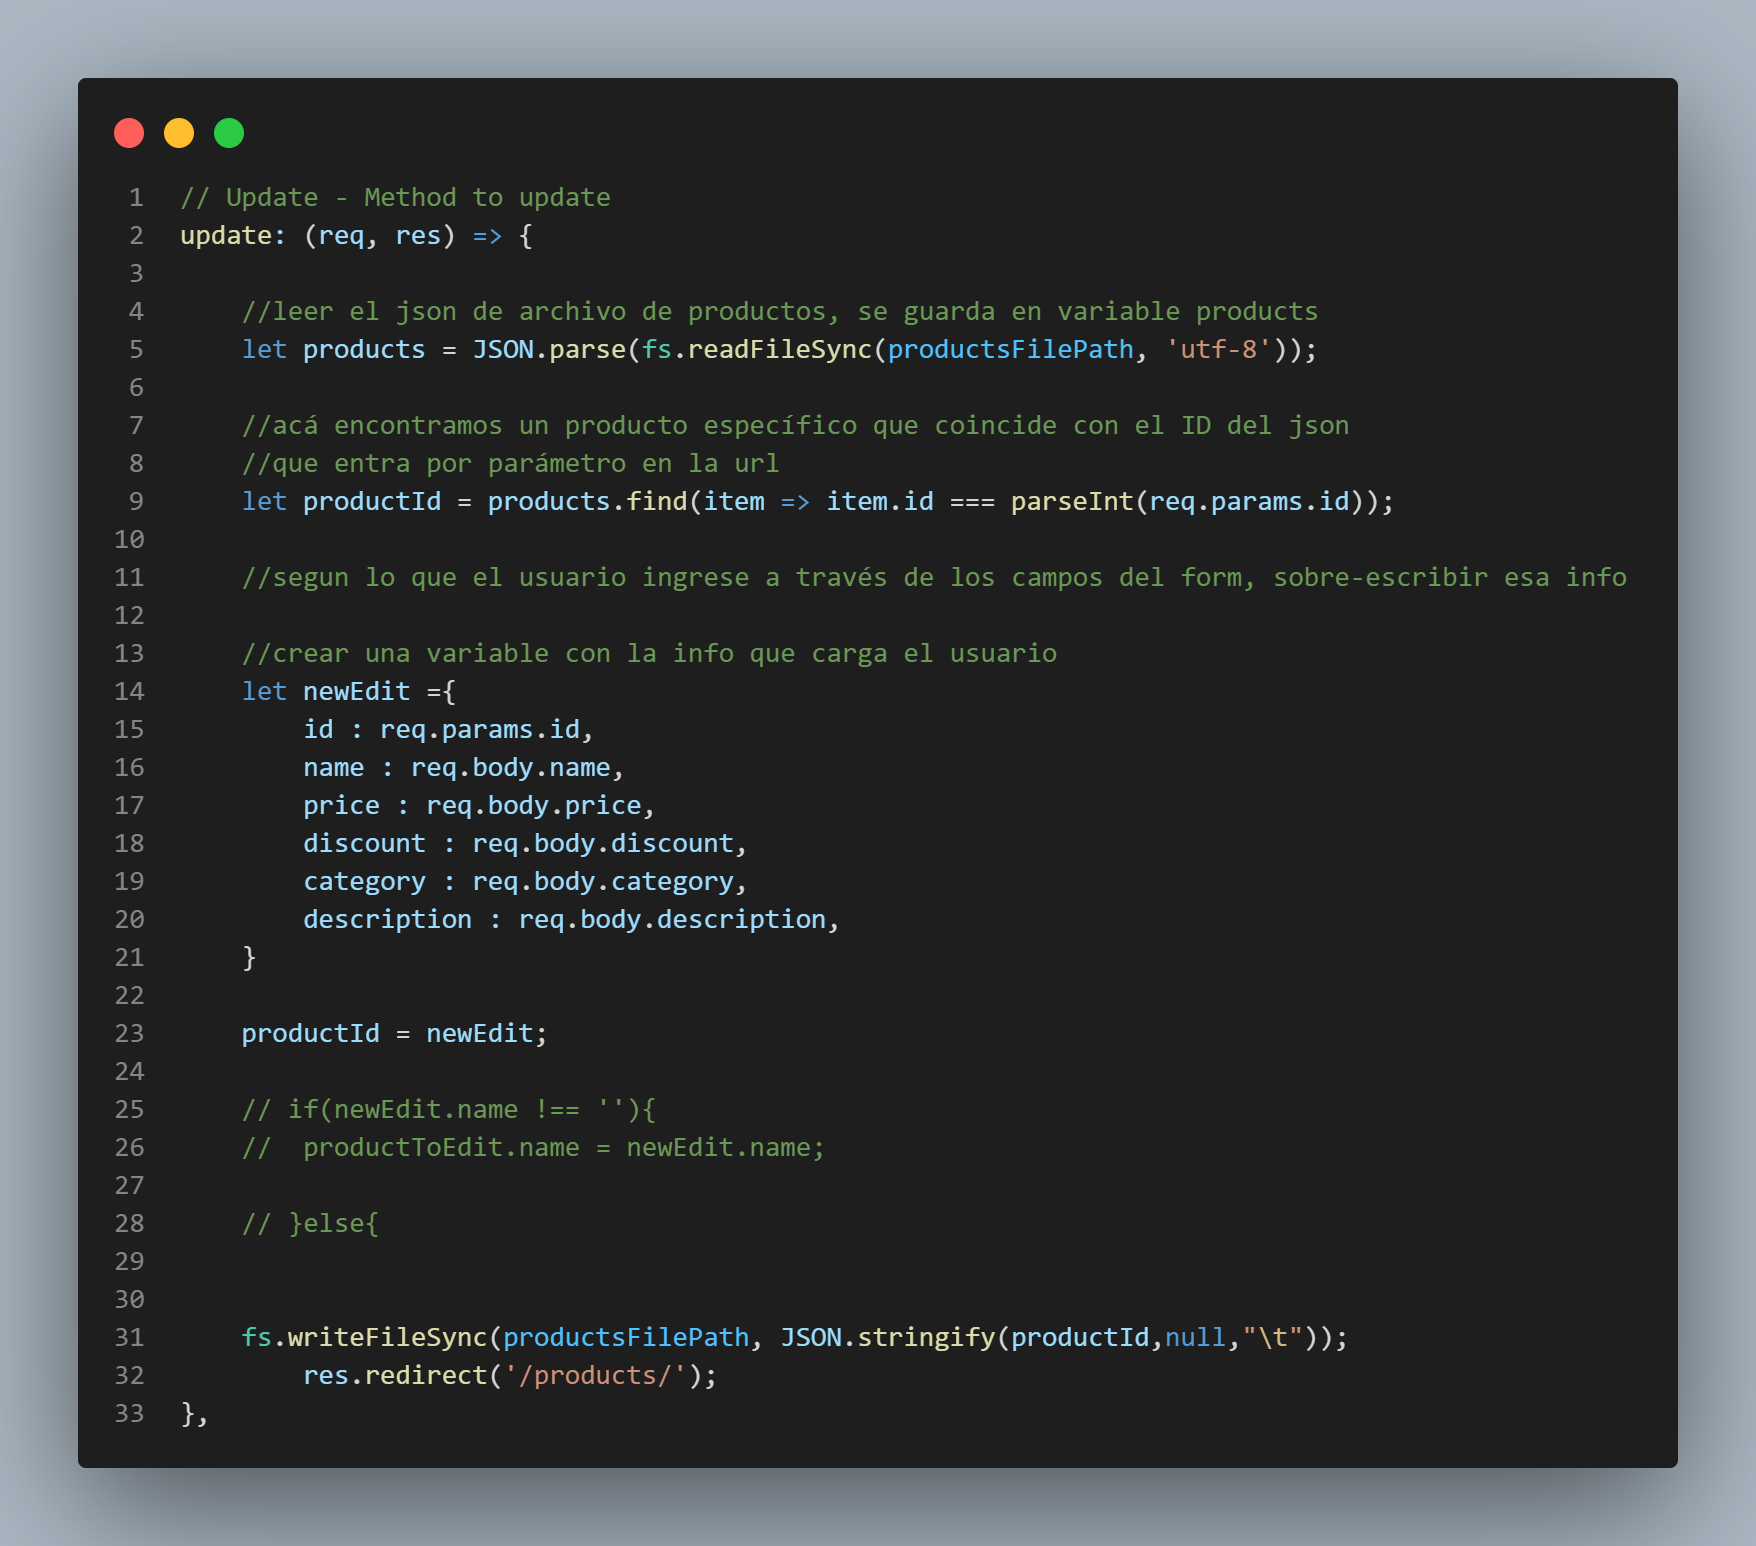 1 // Update - Method to update
2 update: (req, res) => {
3
4     //leer el json de archivo de productos, se guarda en variable products
5     let products = JSON.parse(fs.readFileSync(productsFilePath, 'utf-8'));
6
7     //acá encontramos un producto específico que coincide con el ID del json
8     //que entra por parámetro en la url
9     let productId = products.find(item => item.id === parseInt(req.params.id));
10
11     //segun lo que el usuario ingrese a través de los campos del form, sobre-escribir esa info
12
13     //crear una variable con la info que carga el usuario
14     let newEdit ={
15         id : req.params.id,
16         name : req.body.name,
17         price : req.body.price,
18         discount : req.body.discount,
19         category : req.body.category,
20         description : req.body.description,
21     }
22
23     productId = newEdit;
24
25     // if(newEdit.name !== ''){
26     //  productToEdit.name = newEdit.name;
27
28     // }else{
29
30
31     fs.writeFileSync(productsFilePath, JSON.stringify(productId,null,"\t"));
32         res.redirect('/products/');
33 },